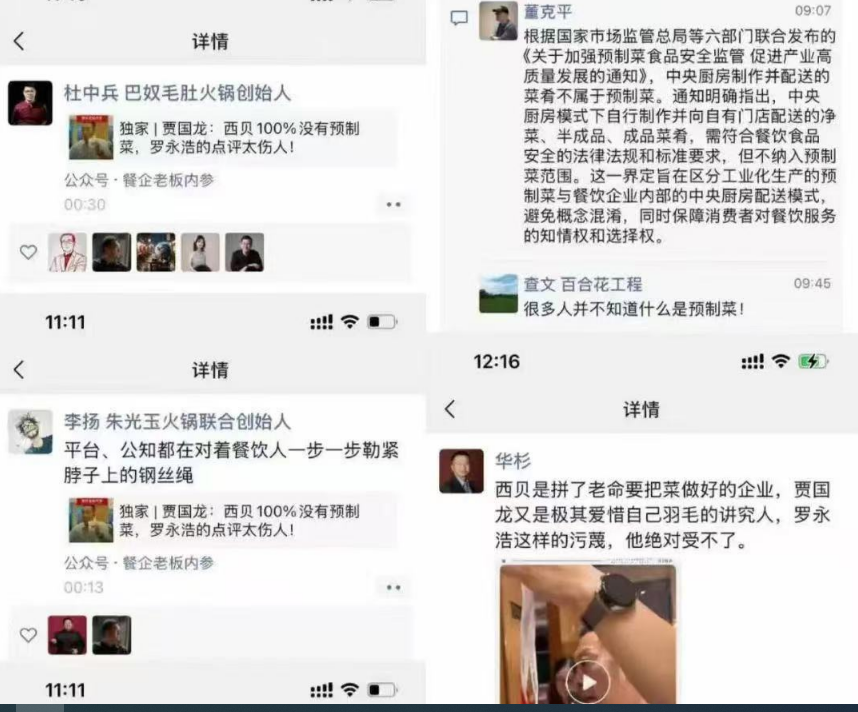 详情
杜中兵 巴奴毛肚火锅创始人
独家 | 贾国龙：西贝100%没有预制
菜，罗永浩的点评太伤人！
公众号 · 餐企老板内参
00:30
11:11
详情
李扬 朱光玉火锅联合创始人
平台、公知都在对着餐饮人一步一步勒紧
脖子上的钢丝绳
独家 | 贾国龙：西贝100%没有预制
菜，罗永浩的点评太伤人！
公众号 · 餐企老板内参
00:13
11:11
董克平
09:07
根据国家市场监管总局等六部门联合发布的
《关于加强预制菜食品安全监管 促进产业高
质量发展的通知》，中央厨房制作并配送的
菜肴不属于预制菜。通知明确指出，中央
厨房模式下自行制作并向自有门店配送的净
菜、半成品、成品菜肴，需符合餐饮食品
安全的法律法规和标准要求，但不纳入预制
菜范围。这一界定旨在区分工业化生产的预
制菜与餐饮企业内部的中央厨房配送模式，
避免概念混淆，同时保障消费者对餐饮服务
的知情权和选择权。
查文 百合花工程
09:45
很多人并不知道什么是预制菜！
12:16
详情
华杉
西贝是拼了老命要把菜做好的企业，贾国
龙又是极其爱惜自己羽毛的讲究人，罗永
浩这样的污蔑，他绝对受不了。